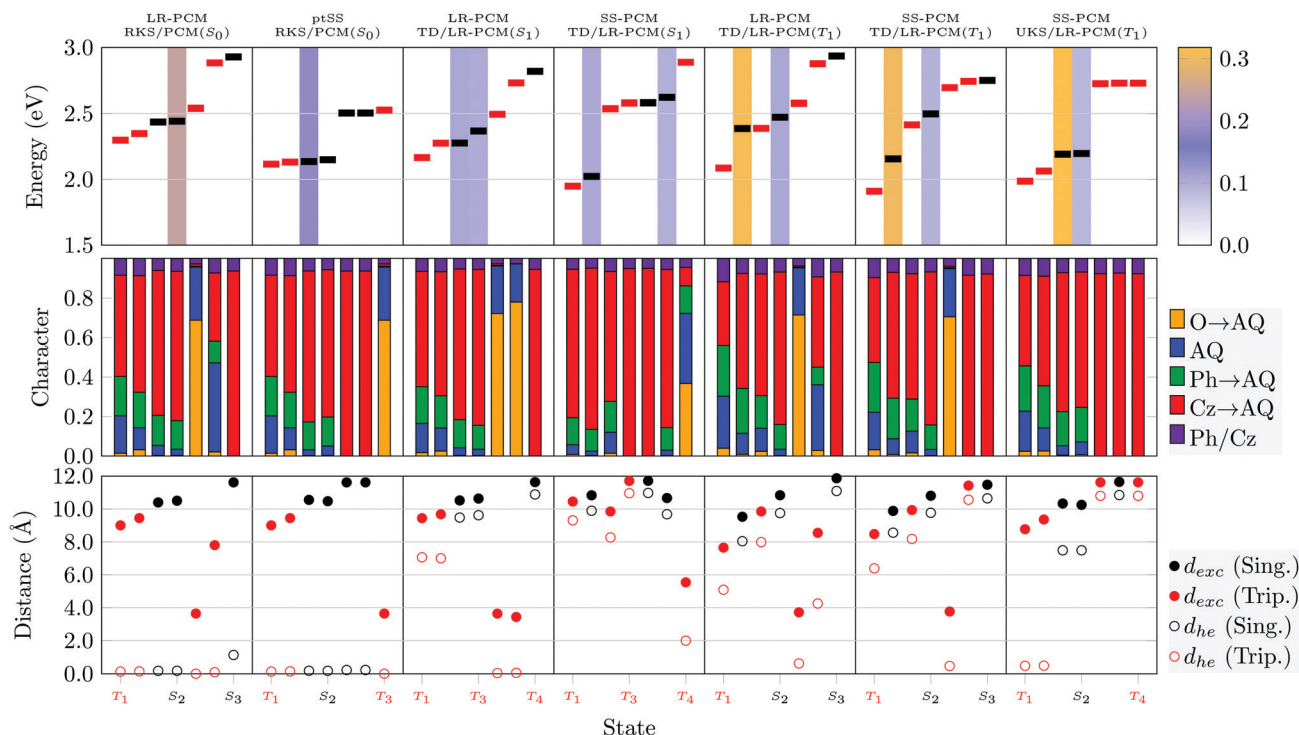 LR-PCM
RKS/PCM(S₀)
ptSS
RKS/PCM(S₀)
LR-PCM
TD/LR-PCM(S₁)
SS-PCM
TD/LR-PCM(S₁)
LR-PCM
TD/LR-PCM(T₁)
SS-PCM
TD/LR-PCM(T₁)
SS-PCM
UKS/LR-PCM(T₁)
Energy (eV)
3.0
2.5
2.0
1.5
0.3
0.2
0.1
0.0
Character
0.8
0.6
0.4
0.2
0.0
O→AQ
AQ
Ph→AQ
Cz→AQ
Ph/Cz
Distance (Å)
12.0
10.0
8.0
6.0
4.0
2.0
0.0
d_exc (Sing.)
d_exc (Trip.)
d_he (Sing.)
d_he (Trip.)
T₁ S₂ S₃ T₁ S₂ T₃ T₁ T₃ T₄ T₁ T₃ T₄ T₁ S₂ S₃ T₁ S₂ S₃ T₁ S₂ T₄
State